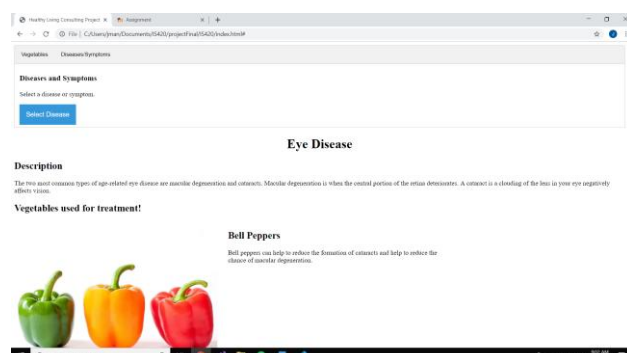 Healthy Living Consulting Project
Assignment
File | C:/Users/jman/Documents/IS420/projectFinal/IS420/index.html#
Vegetables Diseases/Symptoms
Diseases and Symptoms
Select a disease or symptom.
Select Disease
Eye Disease
Description
The two most common types of age-related eye disease are macular degeneration and cataracts. Macular degeneration is when the central portion of the retina deteriorates. A cataract is a clouding of the lens in your eye negatively
affects vision.
Vegetables used for treatment!
Bell Peppers
Bell peppers can help to reduce the formation of cataracts and help to reduce the
chance of macular degeneration.